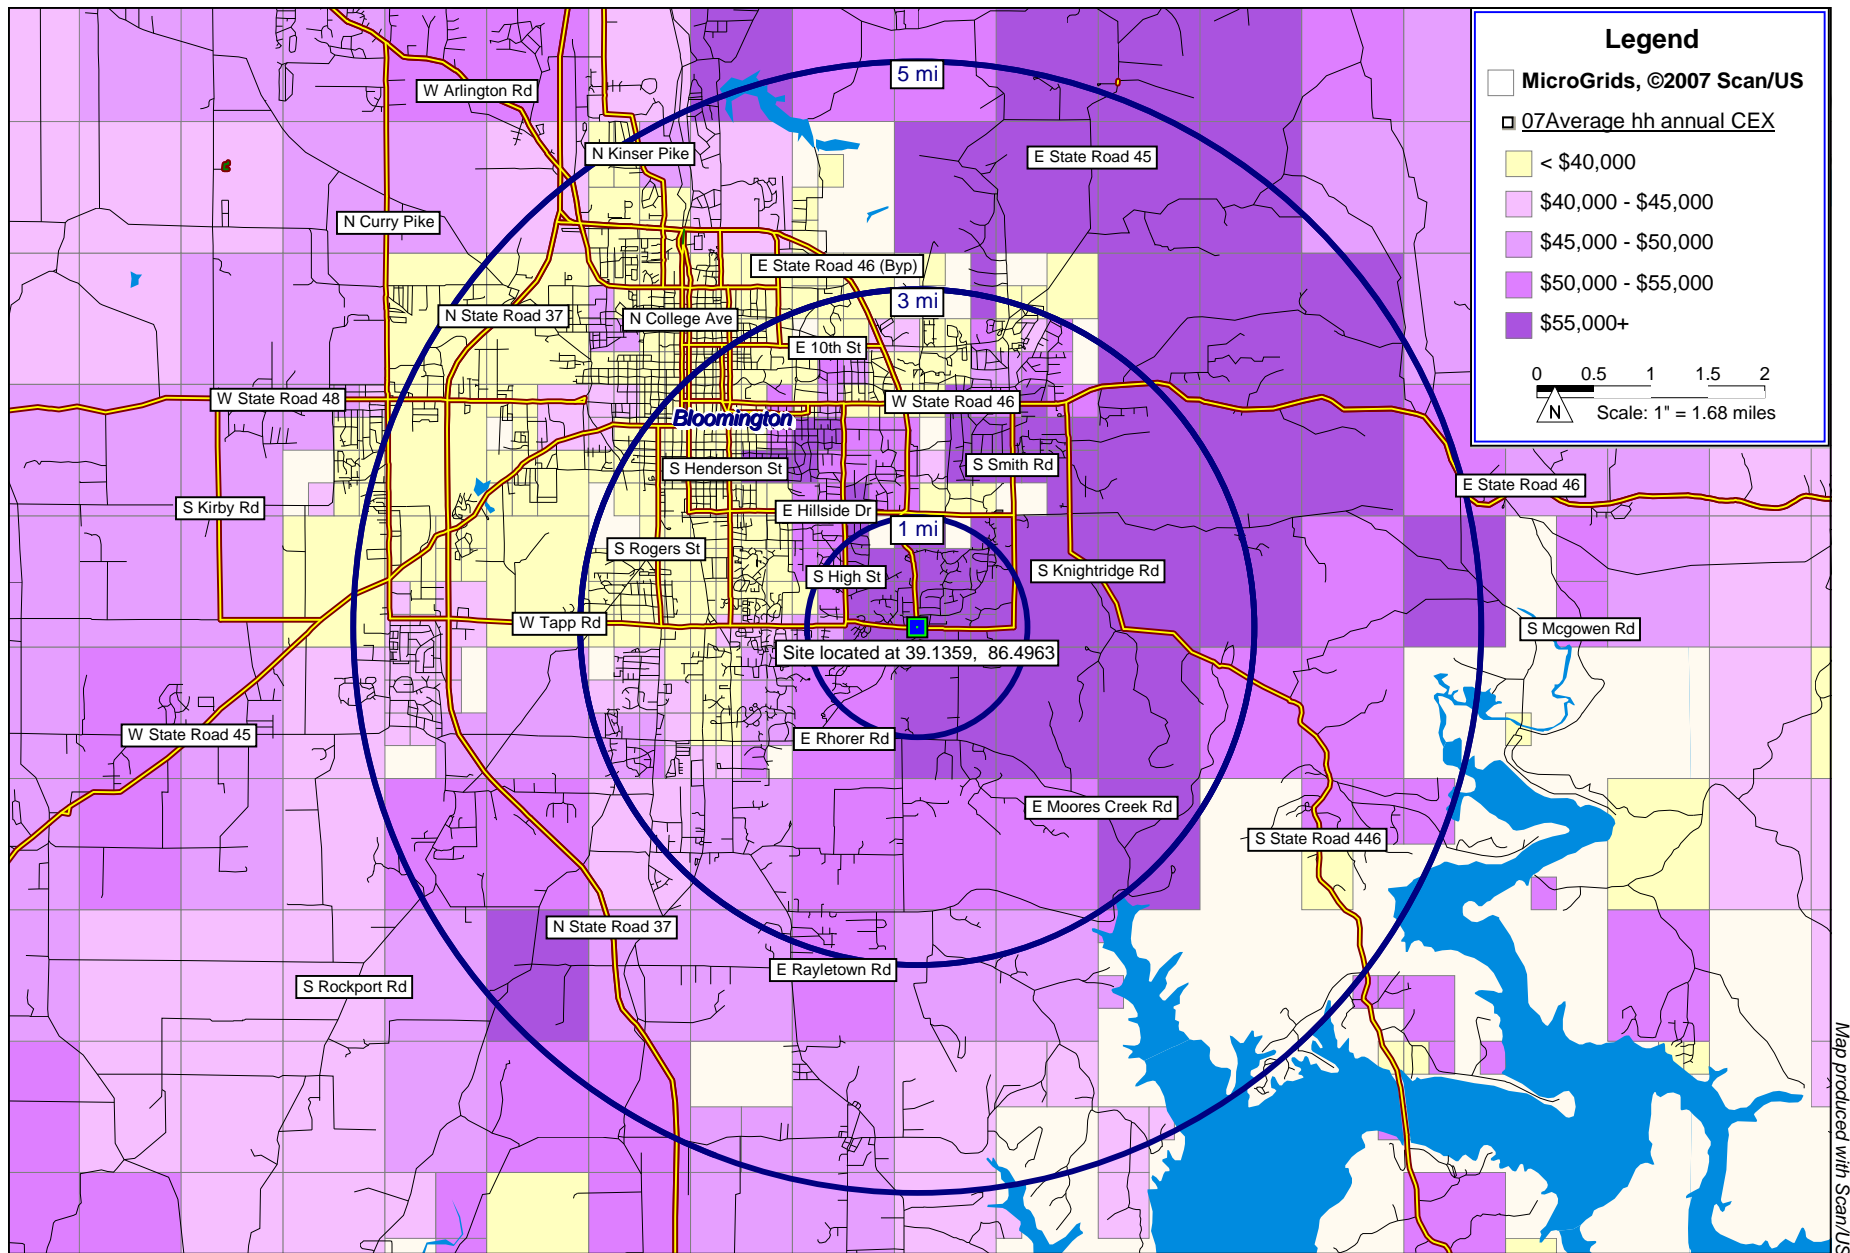 5 mi
W Arlington Rd
N Kinser Pike
E State Road 45
N Curry Pike
E State Road 46 (Byp)
3 mi
N State Road 37
N College Ave
E 10th St
W State Road 48
W State Road 46
Bloomington
S Henderson St
S Smith Rd
E State Road 46
S Kirby Rd
E Hillside Dr
1 mi
S Rogers St
S High St
S Knightridge Rd
W Tapp Rd
S Mcgowen Rd
Site located at 39.1359, 86.4963
W State Road 45
E Rhorer Rd
E Moores Creek Rd
S State Road 446
N State Road 37
E Rayletown Rd
S Rockport Rd
Legend
MicroGrids, ©2007 Scan/US
07Average hh annual CEX
< $40,000
$40,000 - $45,000
$45,000 - $50,000
$50,000 - $55,000
$55,000+
0 0.5 1 1.5 2
N
Scale: 1" = 1.68 miles
Map produced with Scan/US